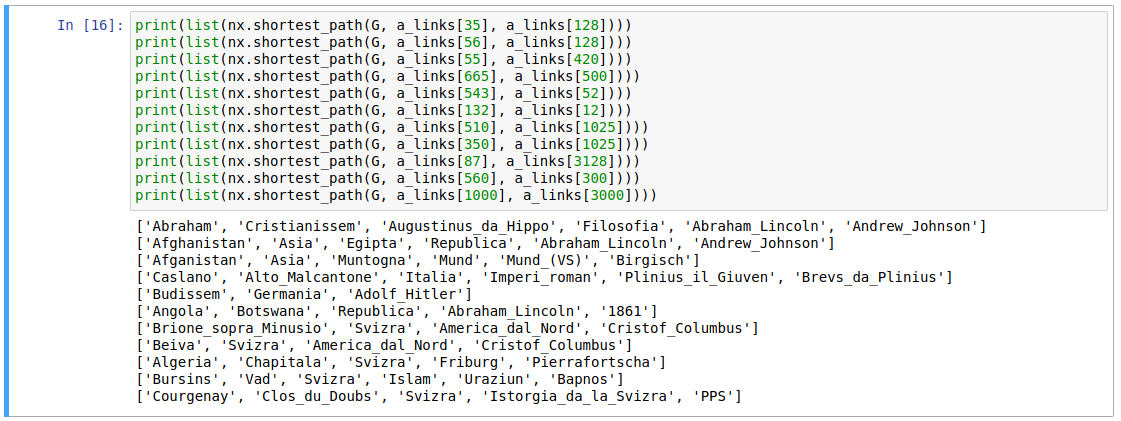 In [16]: print(list(nx.shortest_path(G, a_links[35], a_links[128])))
print(list(nx.shortest_path(G, a_links[56], a_links[128])))
print(list(nx.shortest_path(G, a_links[55], a_links[420])))
print(list(nx.shortest_path(G, a_links[665], a_links[500])))
print(list(nx.shortest_path(G, a_links[543], a_links[52])))
print(list(nx.shortest_path(G, a_links[132], a_links[12])))
print(list(nx.shortest_path(G, a_links[510], a_links[1025])))
print(list(nx.shortest_path(G, a_links[350], a_links[1025])))
print(list(nx.shortest_path(G, a_links[87], a_links[3128])))
print(list(nx.shortest_path(G, a_links[560], a_links[300])))
print(list(nx.shortest_path(G, a_links[1000], a_links[3000])))
['Abraham', 'Cristianissem', 'Augustinus_da_Hippo', 'Filosofia', 'Abraham_Lincoln', 'Andrew_Johnson']
['Afghanistan', 'Asia', 'Egipta', 'Republica', 'Abraham_Lincoln', 'Andrew_Johnson']
['Afganistan', 'Asia', 'Muntogna', 'Mund', 'Mund_(VS)', 'Birgisch']
['Caslano', 'Alto_Malcantone', 'Italia', 'Imperi_roman', 'Plinius_il_Giuven', 'Brevs_da_Plinius']
['Budissem', 'Germania', 'Adolf_Hitler']
['Angola', 'Botswana', 'Republica', 'Abraham_Lincoln', '1861']
['Brione_sopra_Minusio', 'Svizra', 'America_dal_Nord', 'Cristof_Columbus']
['Beiva', 'Svizra', 'America_dal_Nord', 'Cristof_Columbus']
['Algeria', 'Chapitala', 'Svizra', 'Friburg', 'Pierrafortscha']
['Bursins', 'Vad', 'Svizra', 'Islam', 'Uraziun', 'Bapnos']
['Courgenay', 'Clos_du_Doubs', 'Svizra', 'Istorgia_da_la_Svizra', 'PPS']